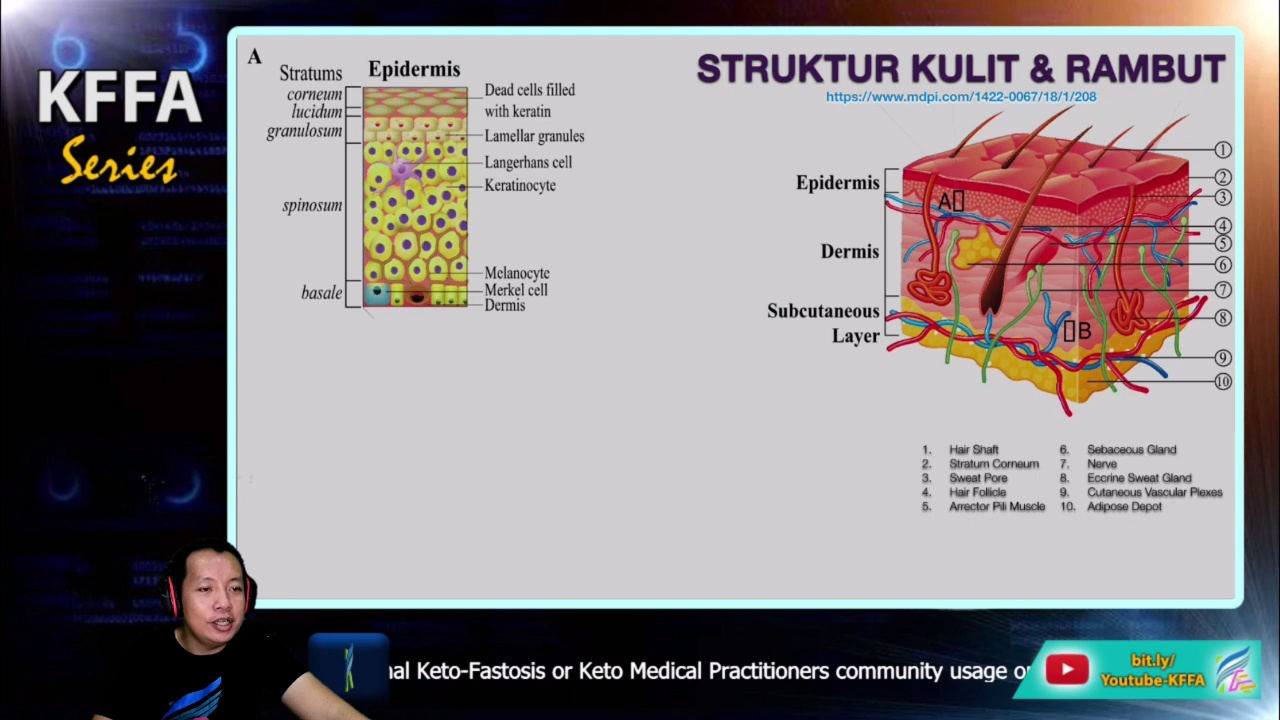 KFFA
Series
A
Epidermis
Stratums
corneum
lucidum
granulosum
spinosum
basale
Dead cells filled
with keratin
Lamellar granules
Langerhans cell
Keratinocyte
Melanocyte
Merkel cell
Dermis
STRUKTUR KULIT & RAMBUT
https://www.mdpi.com/1422-0067/18/1/208
Epidermis
Dermis
Subcutaneous
Layer
A
B
1
2
3
4
5
6
7
8
9
10
1. Hair Shaft
2. Stratum Corneum
3. Sweat Pore
4. Hair Follicle
5. Arrector Pili Muscle
6. Sebaceous Gland
7. Nerve
8. Eccrine Sweat Gland
9. Cutaneous Vascular Plexes
10. Adipose Depot
Keto-Fastosis or Keto Medical Practitioners community usage
bit.ly/
Youtube-KFFA